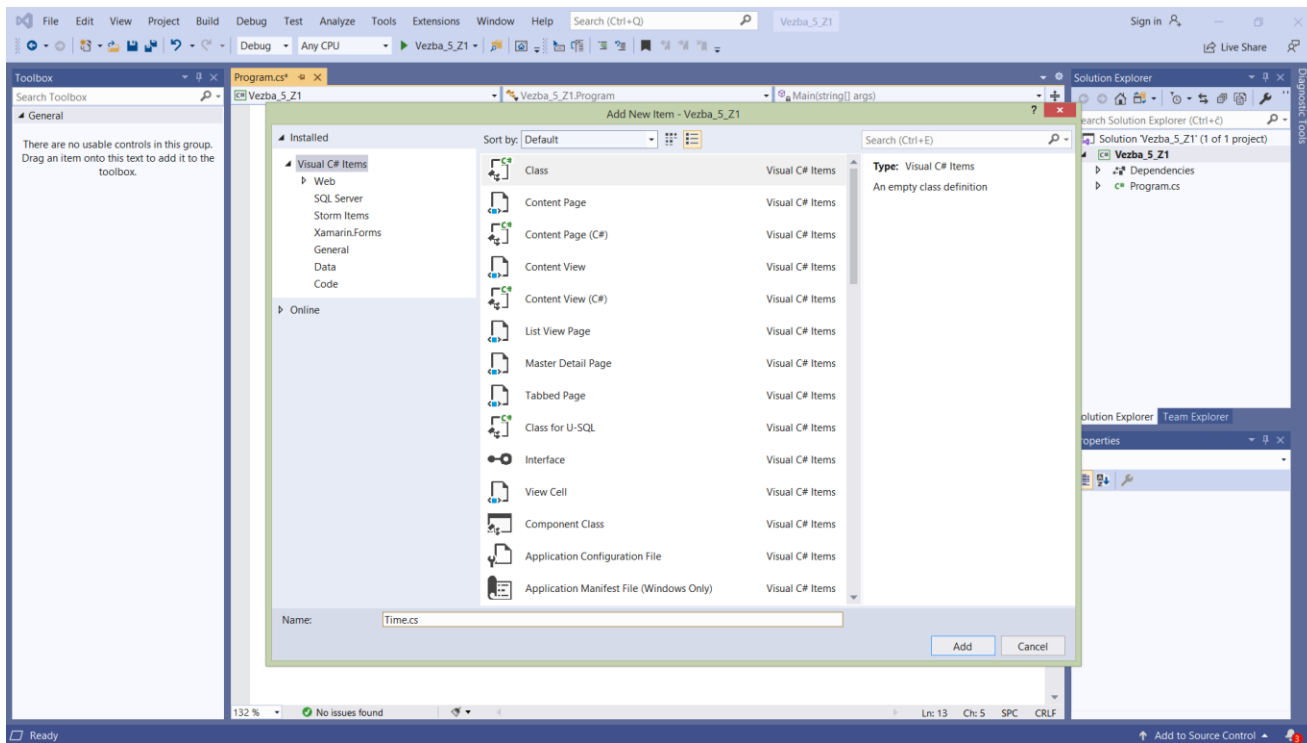 File Edit View Project Build Debug Test Analyze Tools Extensions Window Help Search (Ctrl+Q) Vezba_5_Z1 Sign in
Debug Any CPU Vezba_5_Z1 Live Share
Toolbox
Search Toolbox
General
There are no usable controls in this group.
Drag an item onto this text to add it to the
toolbox.
Program.cs*
C# Vezba_5_Z1 Vezba_5_Z1.Program Main(string[] args)
Add New Item - Vezba_5_Z1 ?
Installed
Visual C# Items
Web
SQL Server
Storm Items
Xamarin.Forms
General
Data
Code
Online
Sort by: Default
Class Visual C# Items
Content Page Visual C# Items
Content Page (C#) Visual C# Items
Content View Visual C# Items
Content View (C#) Visual C# Items
List View Page Visual C# Items
Master Detail Page Visual C# Items
Tabbed Page Visual C# Items
Class for U-SQL Visual C# Items
Interface Visual C# Items
View Cell Visual C# Items
Component Class Visual C# Items
Application Configuration File Visual C# Items
Application Manifest File (Windows Only) Visual C# Items
Search (Ctrl+E)
Type: Visual C# Items
An empty class definition
Name: Time.cs
Add Cancel
Solution Explorer
earch Solution Explorer (Ctrl+č)
Solution 'Vezba_5_Z1' (1 of 1 project)
C# Vezba_5_Z1
Dependencies
C# Program.cs
olution Explorer Team Explorer
roperties
Diagnostic Tools
132 % No issues found Ln: 13 Ch: 5 SPC CRLF
Ready Add to Source Control 3